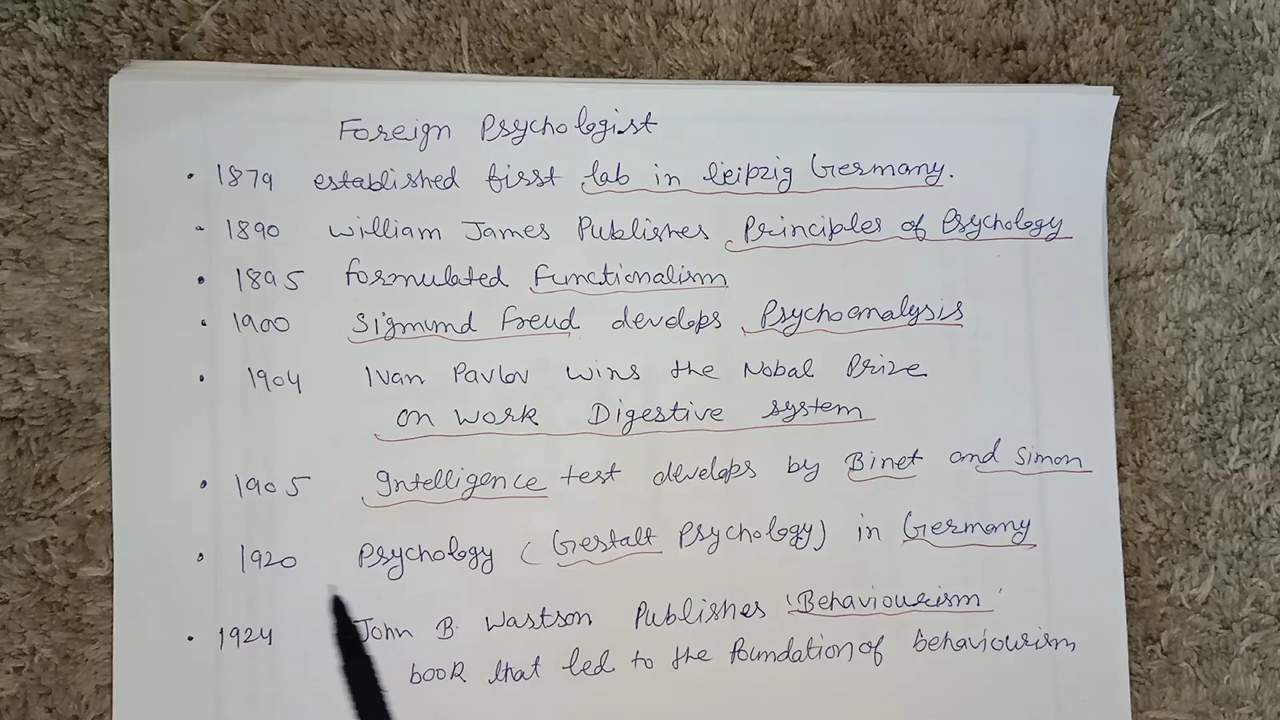 Foreign Psychologist
• 1879 established first lab in leipzig Germany.
• 1890 William James Publishes Principles of Psychology
• 1895 formulated Functionalism
• 1900 Sigmund Freud develops Psychoanalysis
• 1904 Ivan Pavlov wins the Nobal Prize
on work Digestive system
• 1905 Intelligence test develops by Binet and Simon
• 1920 Psychology (Gestalt Psychology) in Germany
• 1924 John B. Wastson Publishes 'Behaviourism'
book that led to the foundation of behaviourism